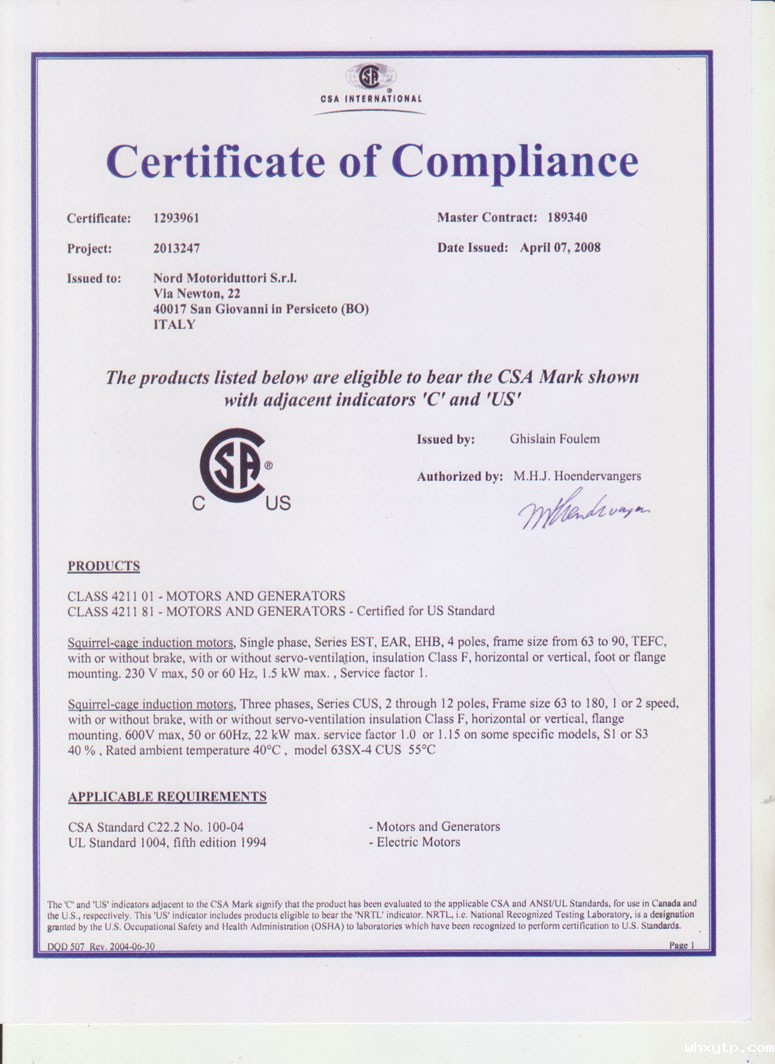 CSA INTERNATIONAL
Certificate of Compliance
Certificate: 1293961
Master Contract: 189340
Project: 2013247
Date Issued: April 07, 2008
Issued to: Nord Motoriduttori S.r.l.
Via Newton, 22
40017 San Giovanni in Persiceto (BO)
ITALY
The products listed below are eligible to bear the CSA Mark shown
with adjacent indicators 'C' and 'US'
CSA ®
C US
Issued by: Ghislain Foulem
Authorized by: M.H.J. Hoendervangers
PRODUCTS
CLASS 4211 01 - MOTORS AND GENERATORS
CLASS 4211 81 - MOTORS AND GENERATORS - Certified for US Standard
Squirrel-cage induction motors, Single phase, Series EST, EAR, EHB, 4 poles, frame size from 63 to 90, TEFC,
with or without brake, with or without servo-ventilation, insulation Class F, horizontal or vertical, foot or flange
mounting. 230 V max, 50 or 60 Hz, 1.5 kW max. , Service factor 1.
Squirrel-cage induction motors, Three phases, Series CUS, 2 through 12 poles, Frame size 63 to 180, 1 or 2 speed,
with or without brake, with or without servo-ventilation insulation Class F, horizontal or vertical, flange
mounting. 600V max, 50 or 60Hz, 22 kW max. service factor 1.0 or 1.15 on some specific models, S1 or S3
40 % , Rated ambient temperature 40°C , model 63SX-4 CUS 55°C
APPLICABLE REQUIREMENTS
CSA Standard C22.2 No. 100-04 - Motors and Generators
UL Standard 1004, fifth edition 1994 - Electric Motors
The 'C' and 'US' indicators adjacent to the CSA Mark signify that the product has been evaluated to the applicable CSA and ANSI/UL Standards, for use in Canada and
the U.S., respectively. This 'US' indicator includes products eligible to bear the 'NRTL' indicator. NRTL, i.e. National Recognized Testing Laboratory, is a designation
granted by the U.S. Occupational Safety and Health Administration (OSHA) to laboratories which have been recognized to perform certification to U.S. Standards.
DQD 507 Rev. 2004-06-30
Page 1
whxytp.com